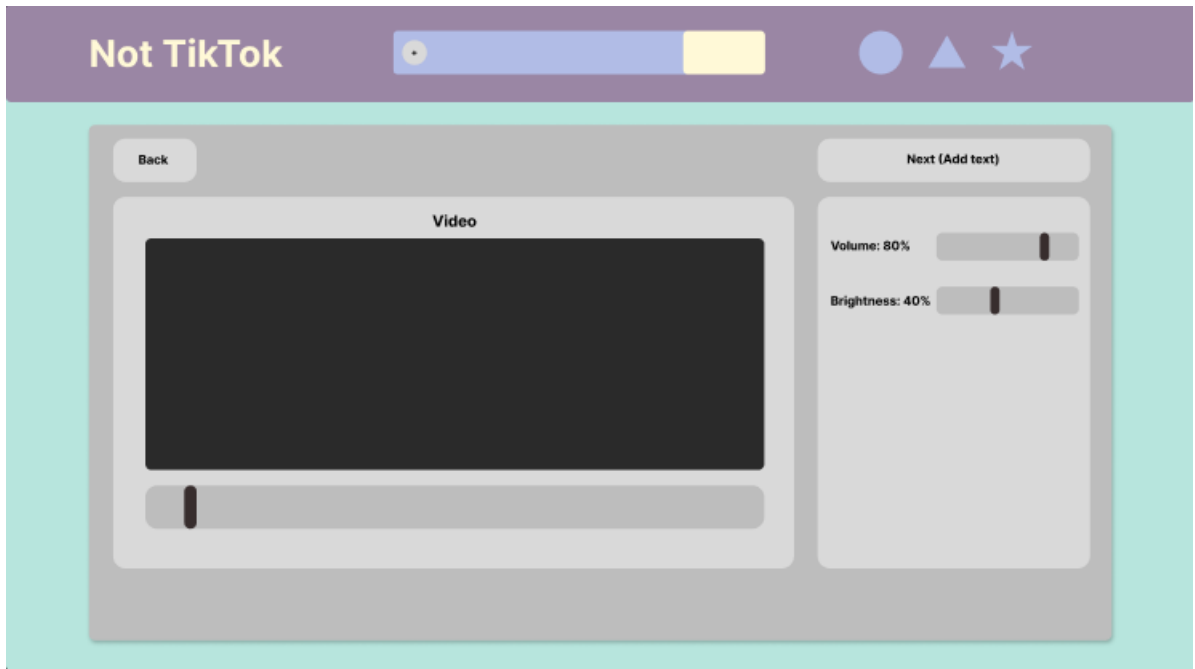 Not TikTok
+
Back
Next (Add text)
Video
Volume: 80%
Brightness: 40%